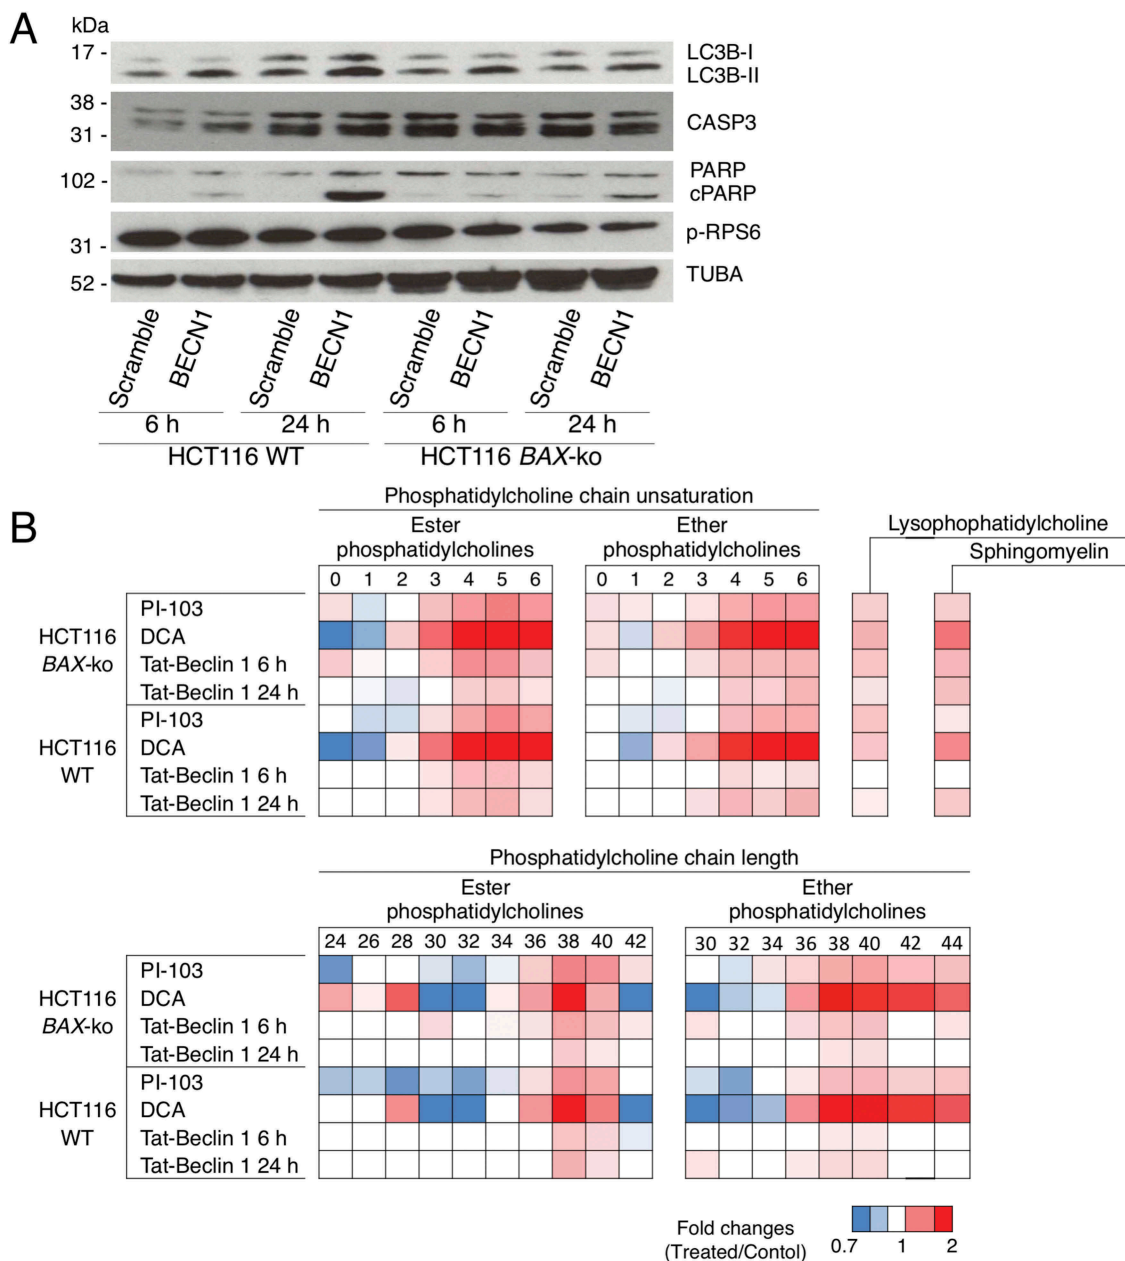 A
kDa
17 -
LC3B-I
LC3B-II
38 -
31 -
CASP3
102 -
PARP
cPARP
31 -
p-RPS6
52 -
TUBA
Scramble BECN1 Scramble BECN1 Scramble BECN1 Scramble BECN1
6 h 24 h 6 h 24 h
HCT116 WT HCT116 BAX-ko
B
Phosphatidylcholine chain unsaturation
Ester phosphatidylcholines
Ether phosphatidylcholines
Lysophophatidylcholine
Sphingomyelin
0 1 2 3 4 5 6 0 1 2 3 4 5 6
HCT116 BAX-ko
PI-103
DCA
Tat-Beclin 1 6 h
Tat-Beclin 1 24 h
HCT116 WT
PI-103
DCA
Tat-Beclin 1 6 h
Tat-Beclin 1 24 h
Phosphatidylcholine chain length
Ester phosphatidylcholines
Ether phosphatidylcholines
24 26 28 30 32 34 36 38 40 42 30 32 34 36 38 40 42 44
HCT116 BAX-ko
PI-103
DCA
Tat-Beclin 1 6 h
Tat-Beclin 1 24 h
HCT116 WT
PI-103
DCA
Tat-Beclin 1 6 h
Tat-Beclin 1 24 h
Fold changes
(Treated/Contol)
0.7 1 2